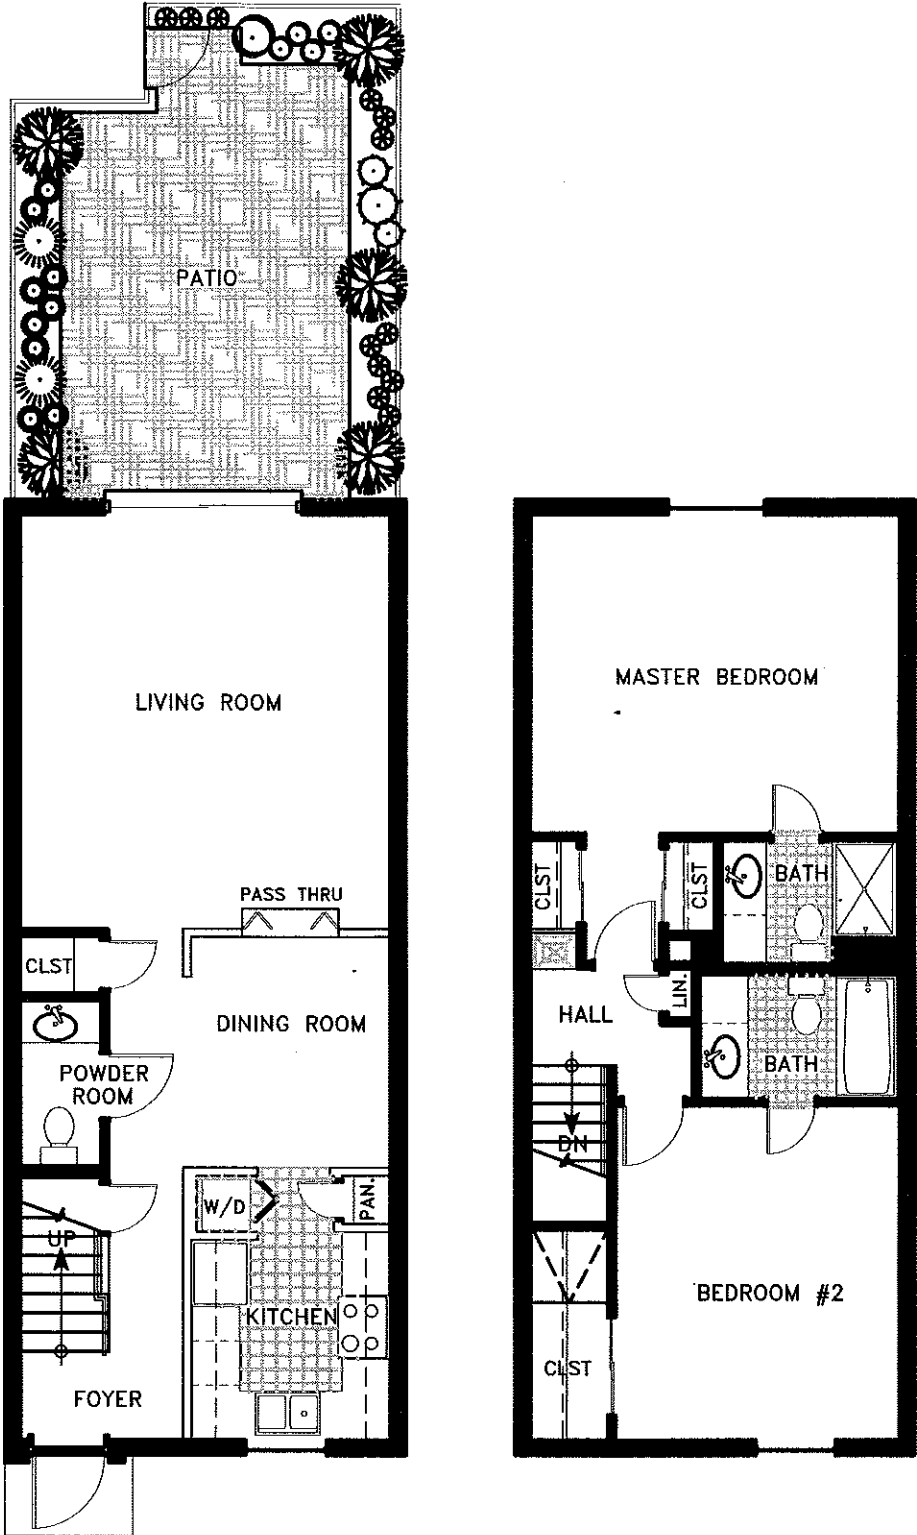 PATIO
LIVING ROOM
PASS THRU
CLST
DINING ROOM
POWDER
ROOM
W/D
PAN.
UP
KITCHEN
FOYER
MASTER BEDROOM
CLST
CLST
BATH
HALL
LIN.
BATH
DN
BEDROOM #2
CLST